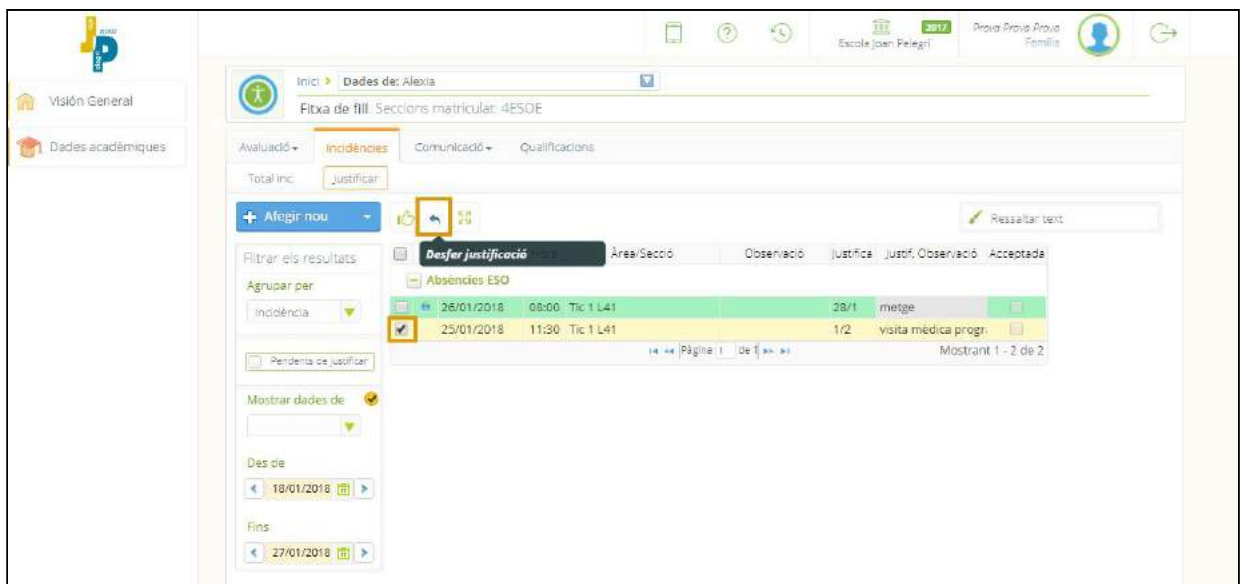 2017
Escola Joan Pelegrí
Prova Prova Prova
Família
Visión General
Dades acadèmiques
Inici > Dades de: Alexia
Fitxa de fill. Seccions matriculat: 4ESOE
Avaluació Incidències Comunicació Qualificacions
Total inc. Justificar
+ Afegir nou
Ressaltar text
Desfer justificació
Àrea/Secció Observació Justifica Justif. Observació Acceptada
Filtrar els resultats
Agrupar per
Incidència
Absències ESO
26/01/2018 08:00 Tic 1 L41 28/1 metge
25/01/2018 11:30 Tic 1 L41 1/2 visita mèdica progr
Pàgina 1 de 1
Mostrant 1 - 2 de 2
Pendents de justificar
Mostrar dades de
Des de
18/01/2018
Fins
27/01/2018